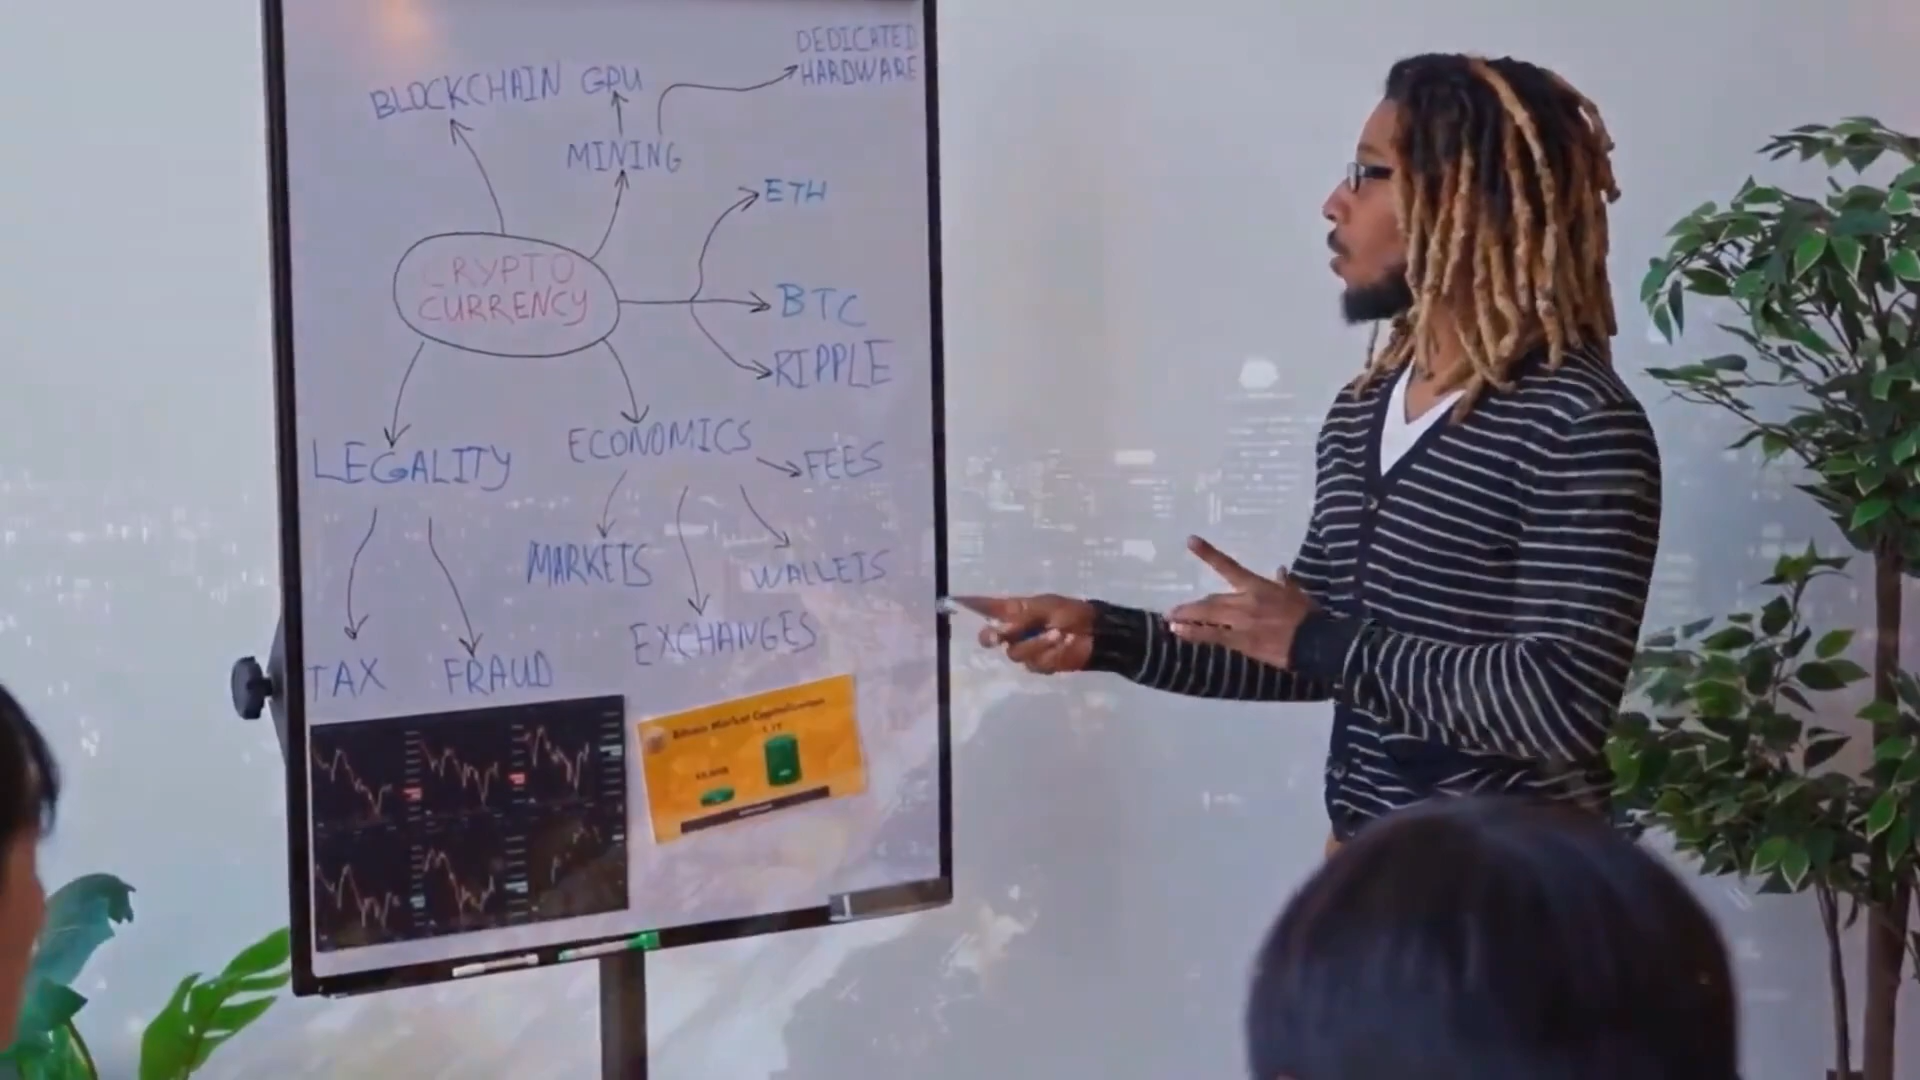 DEDICATED
HARDWARE
BLOCKCHAIN
GPU
MINING
ETH
CRYPTO
CURRENCY
BTC
RIPPLE
LEGALITY
ECONOMICS
FEES
MARKETS
WALLETS
EXCHANGES
TAX
FRAUD
Bitcoin Market Capitalization